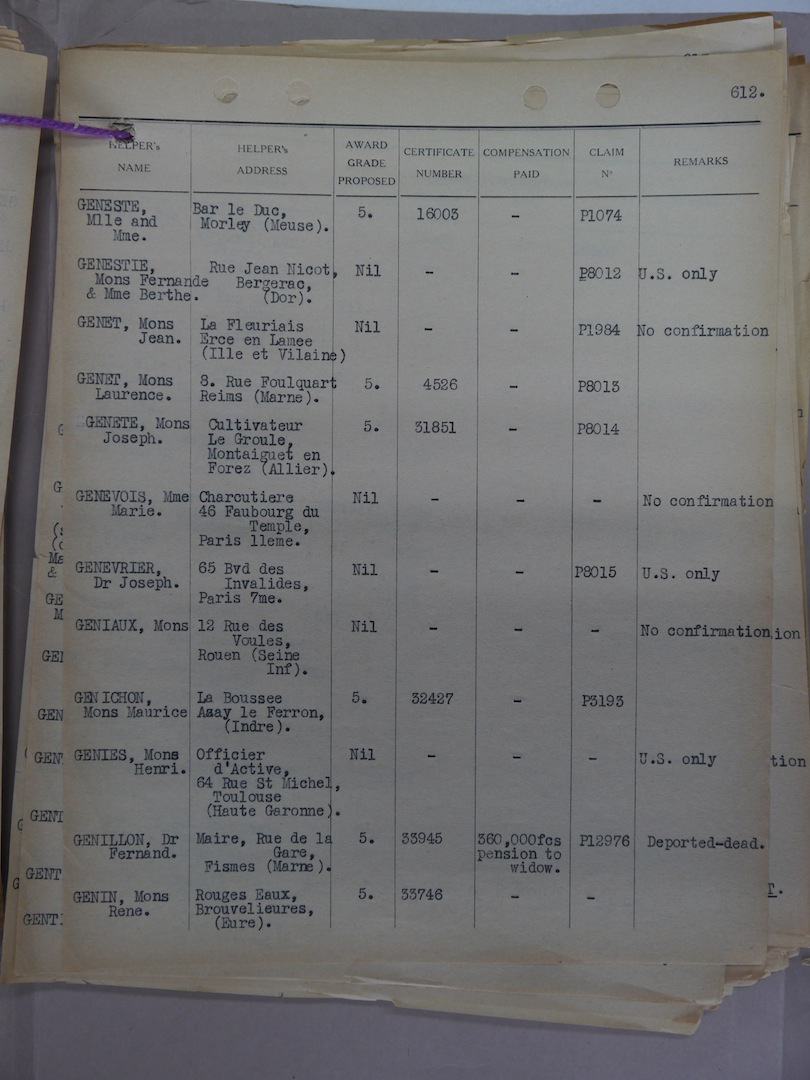 612.
HELPER's NAME | HELPER's ADDRESS | AWARD GRADE PROPOSED | CERTIFICATE NUMBER | COMPENSATION PAID | CLAIM Nº | REMARKS
GENESTE, Bar le Duc, 5. 16003 - P1074
Mlle and Morley (Meuse).
Mme.
GENESTIE, Rue Jean Nicot, Nil - - P8012 U.S. only
Mons Fernande Bergerac,
& Mme Berthe. (Dor).
GENET, Mons La Fleuriais Nil - - P1984 No confirmation
Jean. Erce en Lamee
(Ille et Vilaine)
GENET, Mons 8. Rue Foulquart 5. 4526 - P8013
Laurence. Reims (Marne).
GENETE, Mons Cultivateur 5. 31851 - P8014
Joseph. Le Groule,
Montaiguet en
Forez (Allier).
GENEVOIS, Mme Charcutiere Nil - - - No confirmation
Marie. 46 Faubourg du
Temple,
Paris 11eme.
GENEVRIER, 65 Bvd des Nil - - P8015 U.S. only
Dr Joseph. Invalides,
Paris 7me.
GENIAUX, Mons 12 Rue des Nil - - - No confirmation
Voules,
Rouen (Seine
Inf).
GENICHON, La Boussee 5. 32427 - P3193
Mons Maurice Azay le Ferron,
(Indre).
GENIES, Mons Officier Nil - - - U.S. only
Henri. d'Active,
64 Rue St Michel,
Toulouse
(Haute Garonne).
GENILLON, Dr Maire, Rue de la 5. 33945 360,000fcs P12976 Deported-dead.
Fernand. Gare, pension to
Fismes (Marne). widow.
GENIN, Mons Rouges Eaux, 5. 33746 - -
Rene. Brouvelieures,
(Eure).